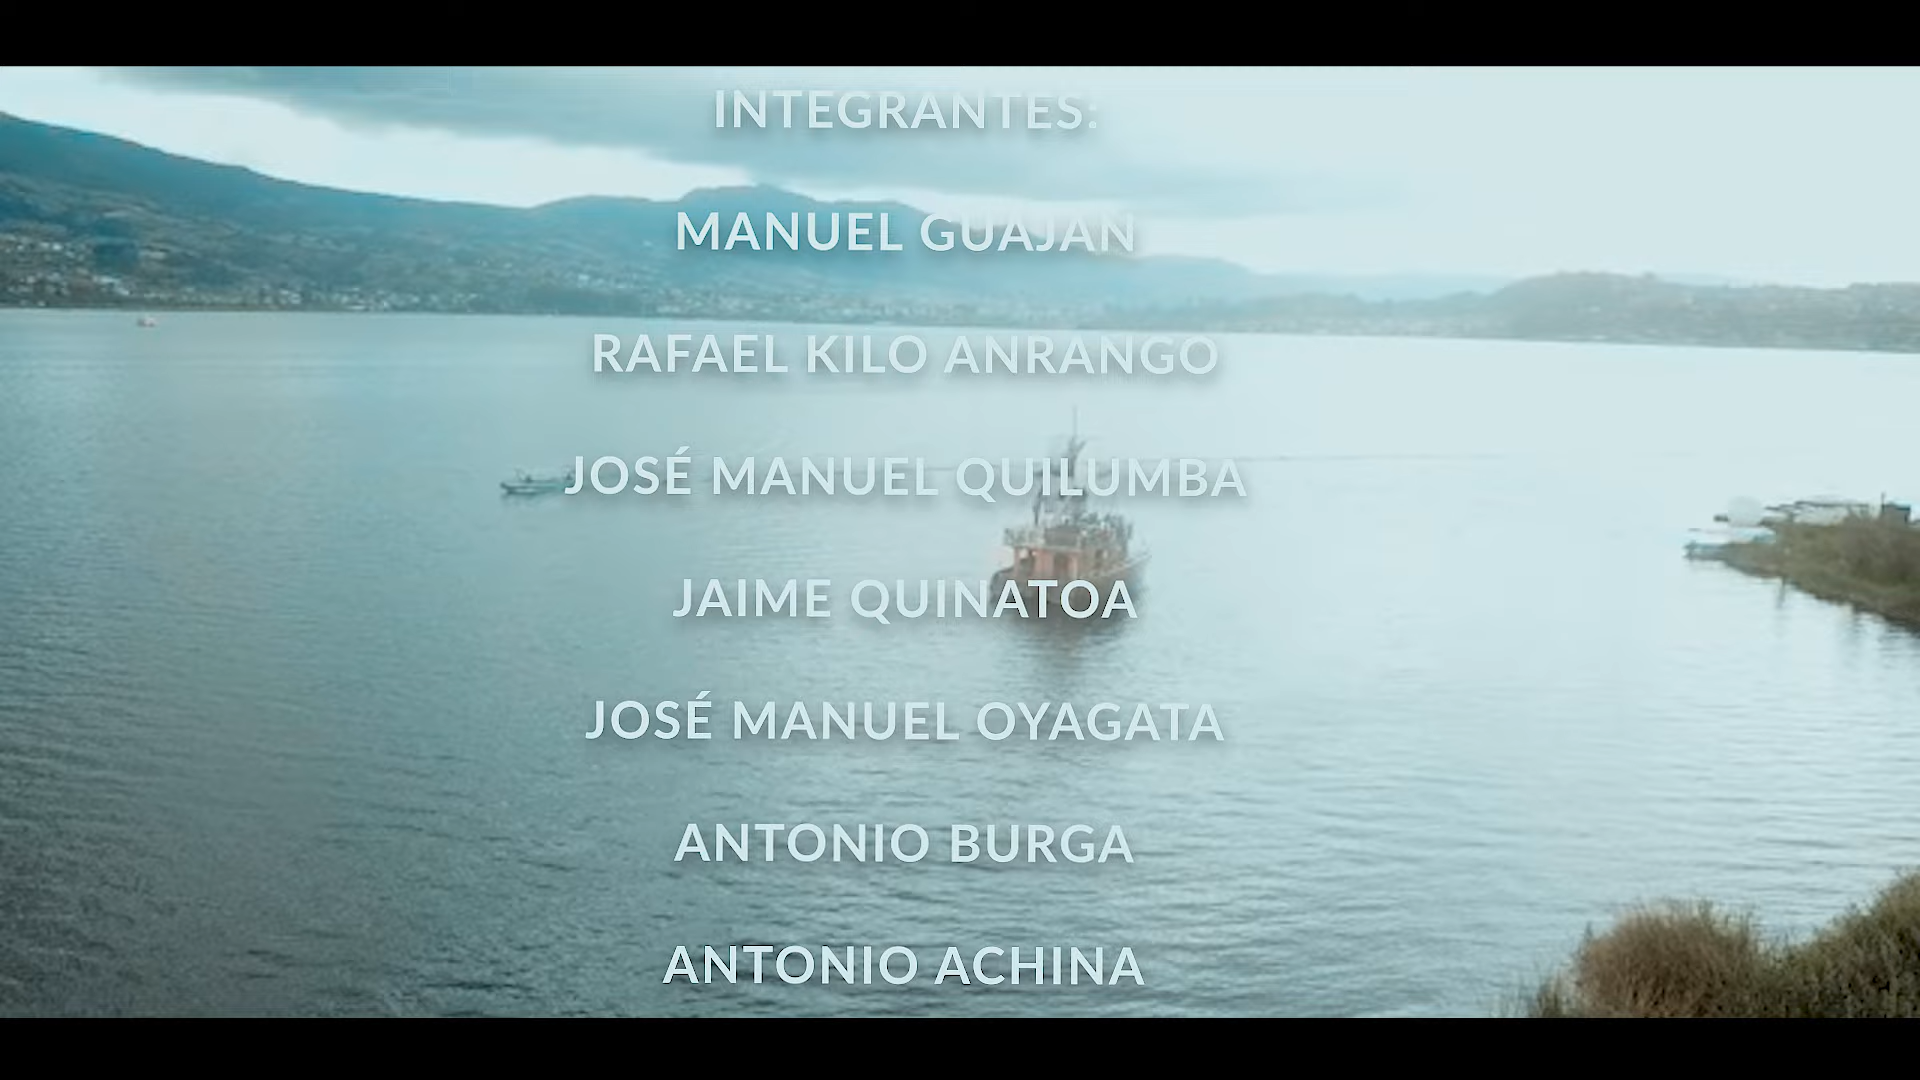 INTEGRANTES:
MANUEL GUAJAN
RAFAEL KILO ANRANGO
JOSÉ MANUEL QUILUMBA
JAIME QUINATOA
JOSÉ MANUEL OYAGATA
ANTONIO BURGA
ANTONIO ACHINA